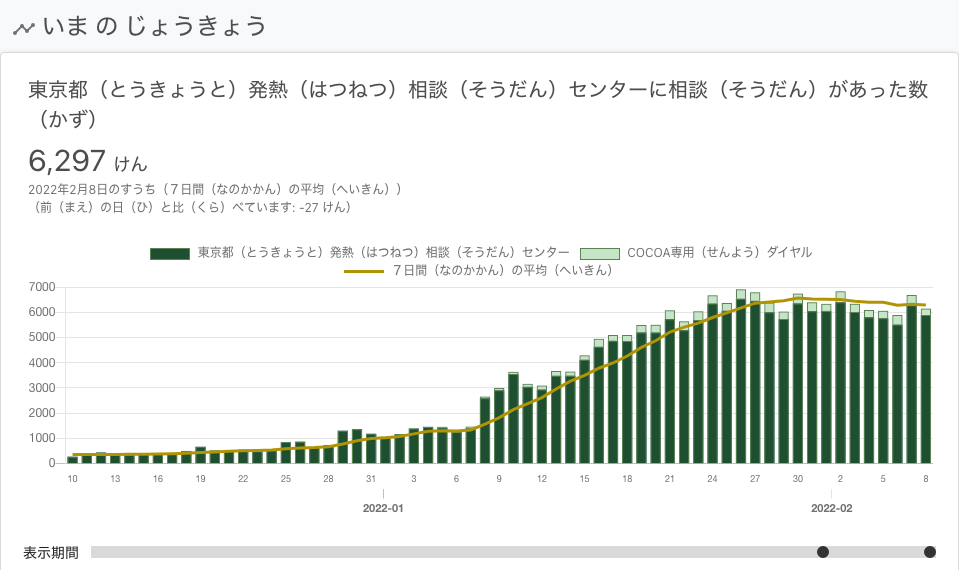 いま の じょうきょう
東京都（とうきょうと）発熱（はつねつ）相談（そうだん）センターに相談（そうだん）があった数
（かず）
6,297 けん
2022年2月8日のすうち（７日間（なのかかん）の平均（へいきん））
（前（まえ）の日（ひ）と比（くら）べています: -27 けん）
東京都（とうきょうと）発熱（はつねつ）相談（そうだん）センター COCOA専用（せんよう）ダイヤル
７日間（なのかかん）の平均（へいきん）
7000
6000
5000
4000
3000
2000
1000
0
10 13 16 19 22 25 28 31 3 6 9 12 15 18 21 24 27 30 2 5 8
2022-01 2022-02
表示期間